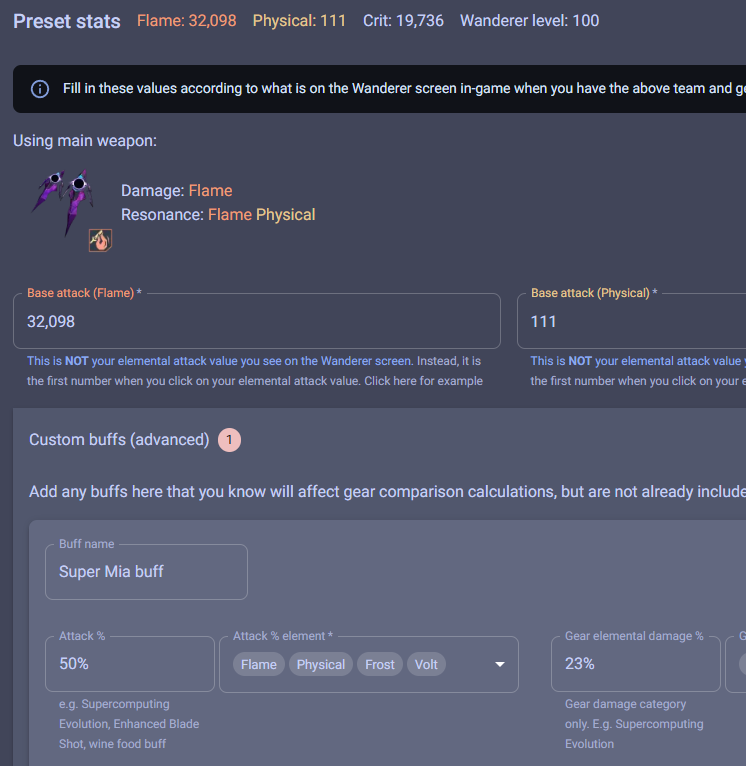 Preset stats Flame: 32,098 Physical: 111 Crit: 19,736 Wanderer level: 100
Fill in these values according to what is on the Wanderer screen in-game when you have the above team and
Using main weapon:
Damage: Flame
Resonance: Flame Physical
Base attack (Flame) *
32,098
This is NOT your elemental attack value you see on the Wanderer screen. Instead, it is
the first number when you click on your elemental attack value. Click here for example
Base attack (Physical) *
111
This is NOT your elemental attack value
the first number when you click on your
Custom buffs (advanced) 1
Add any buffs here that you know will affect gear comparison calculations, but are not already include
Buff name
Super Mia buff
Attack %
50%
e.g. Supercomputing
Evolution, Enhanced Blade
Shot, wine food buff
Attack % element *
Flame Physical Frost Volt
Gear elemental damage %
23%
Gear damage category
only. E.g. Supercomputing
Evolution